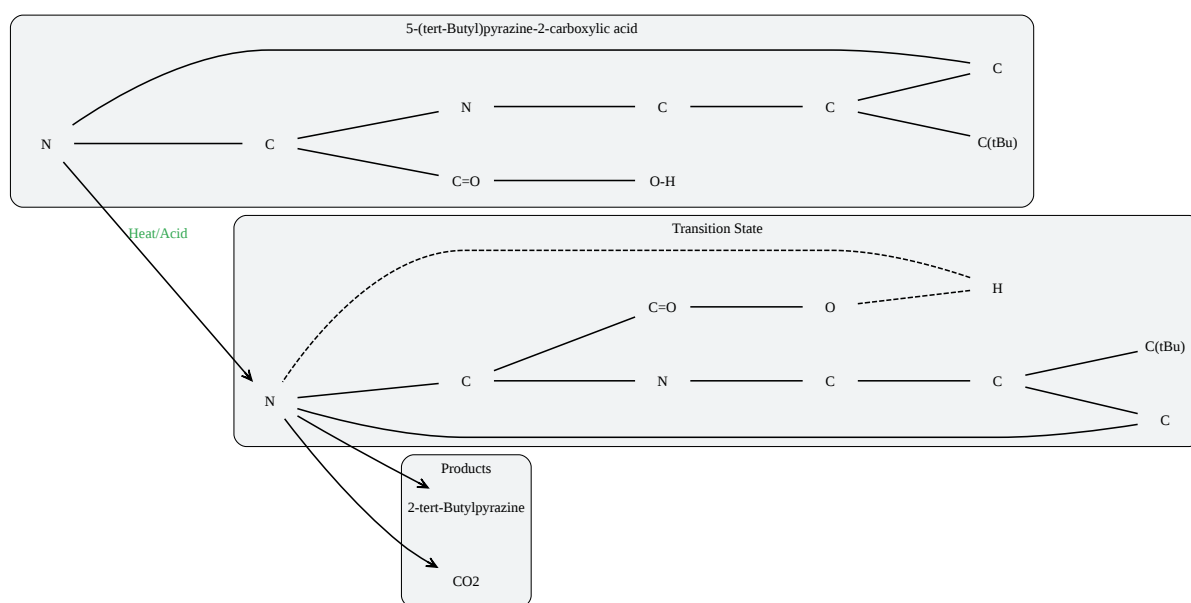 5-(tert-Butyl)pyrazine-2-carboxylic acid
C
N
C
C
N
C
C(tBu)
C=O
O-H
Heat/Acid
Transition State
H
C=O
O
C(tBu)
C
N
C
C
N
C
Products
2-tert-Butylpyrazine
CO2